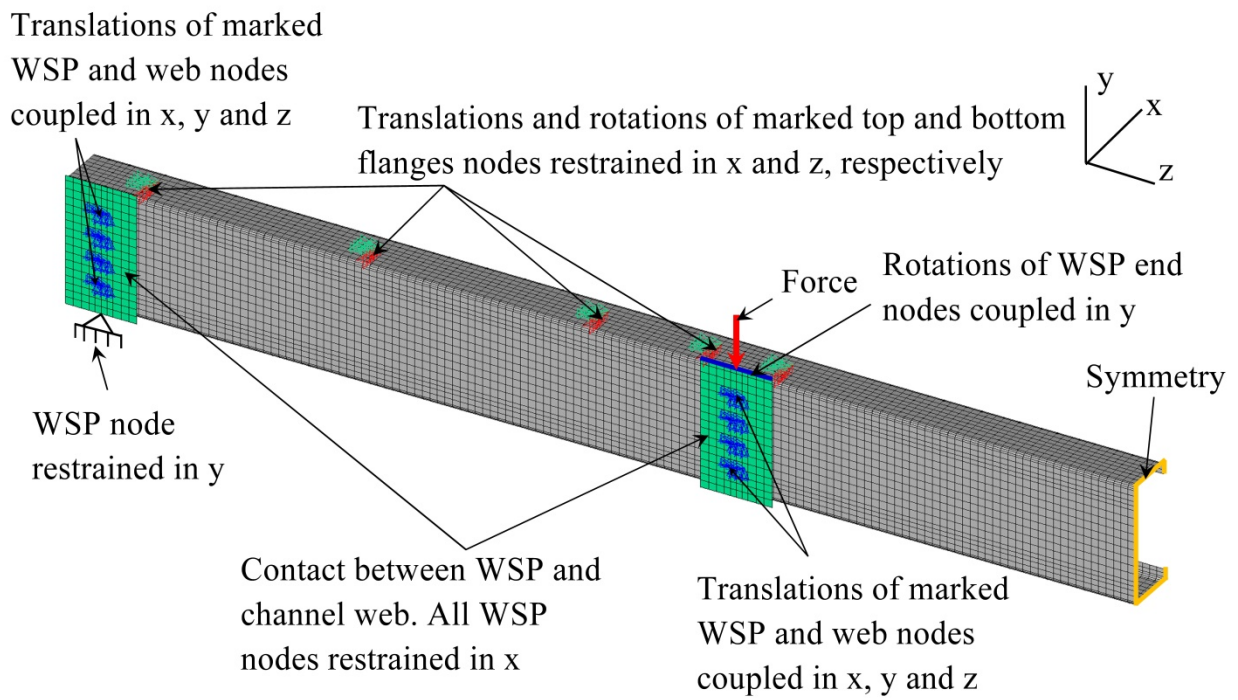 Translations of marked
WSP and web nodes
coupled in x, y and z
Translations and rotations of marked top and bottom
flanges nodes restrained in x and z, respectively
y
x
z
Force
Rotations of WSP end
nodes coupled in y
Symmetry
WSP node
restrained in y
Contact between WSP and
channel web. All WSP
nodes restrained in x
Translations of marked
WSP and web nodes
coupled in x, y and z